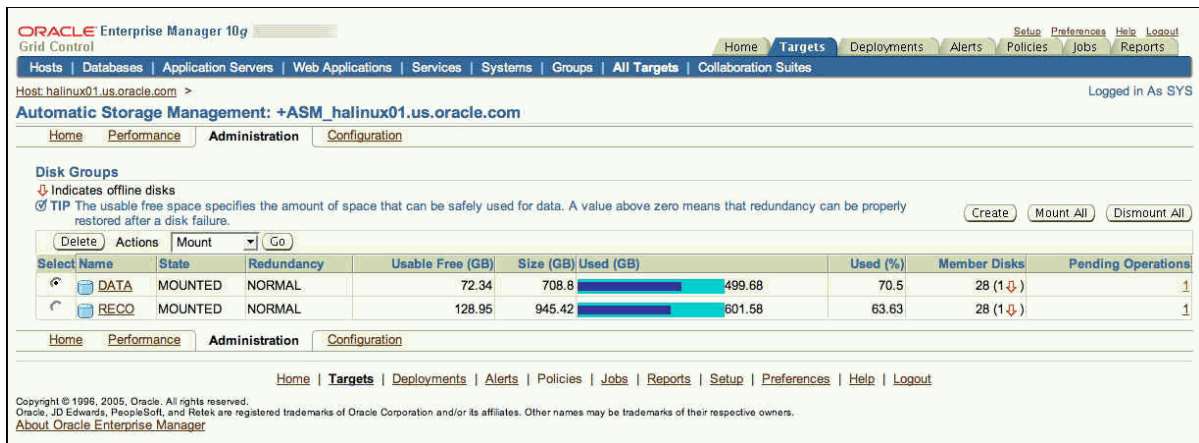 ORACLE Enterprise Manager 10g
Grid Control
Setup Preferences Help Logout
Home Targets Deployments Alerts Policies Jobs Reports
Hosts | Databases | Application Servers | Web Applications | Services | Systems | Groups | All Targets | Collaboration Suites
Host: halinux01.us.oracle.com >
Logged in As SYS
Automatic Storage Management: +ASM_halinux01.us.oracle.com
Home Performance Administration Configuration
Disk Groups
Indicates offline disks
TIP The usable free space specifies the amount of space that can be safely used for data. A value above zero means that redundancy can be properly
restored after a disk failure.
Create Mount All Dismount All
Delete Actions Mount Go
Select Name State Redundancy Usable Free (GB) Size (GB) Used (GB) Used (%) Member Disks Pending Operations
DATA MOUNTED NORMAL 72.34 708.8 499.68 70.5 28 (1) 1
RECO MOUNTED NORMAL 128.95 945.42 601.58 63.63 28 (1) 1
Home Performance Administration Configuration
Home | Targets | Deployments | Alerts | Policies | Jobs | Reports | Setup | Preferences | Help | Logout
Copyright © 1996, 2005, Oracle. All rights reserved.
Oracle, JD Edwards, PeopleSoft, and Retek are registered trademarks of Oracle Corporation and/or its affiliates. Other names may be trademarks of their respective owners.
About Oracle Enterprise Manager